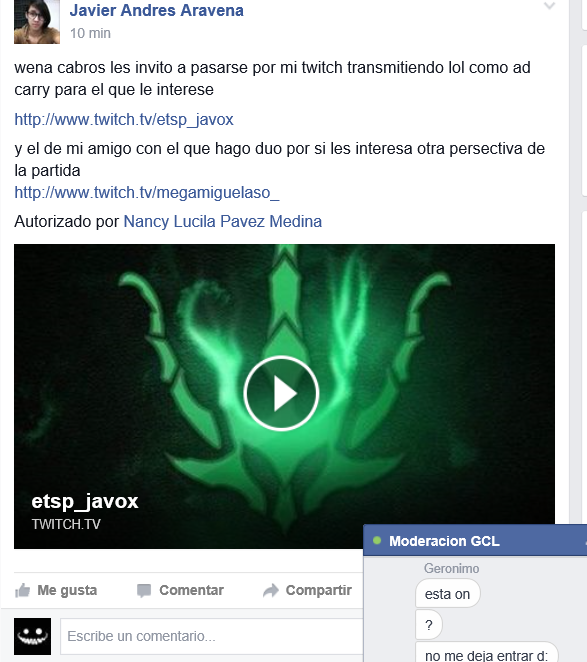 Javier Andres Aravena
10 min
wena cabros les invito a pasarse por mi twitch transmitiendo lol como ad
carry para el que le interese
http://www.twitch.tv/etsp_javox
y el de mi amigo con el que hago duo por si les interesa otra persectiva de
la partida
http://www.twitch.tv/megamiguelaso_
Autorizado por Nancy Lucila Pavez Medina
etsp_javox
TWITCH.TV
Me gusta
Comentar
Compartir
Escribe un comentario...
Moderacion GCL
Geronimo
esta on
?
no me deja entrar d: